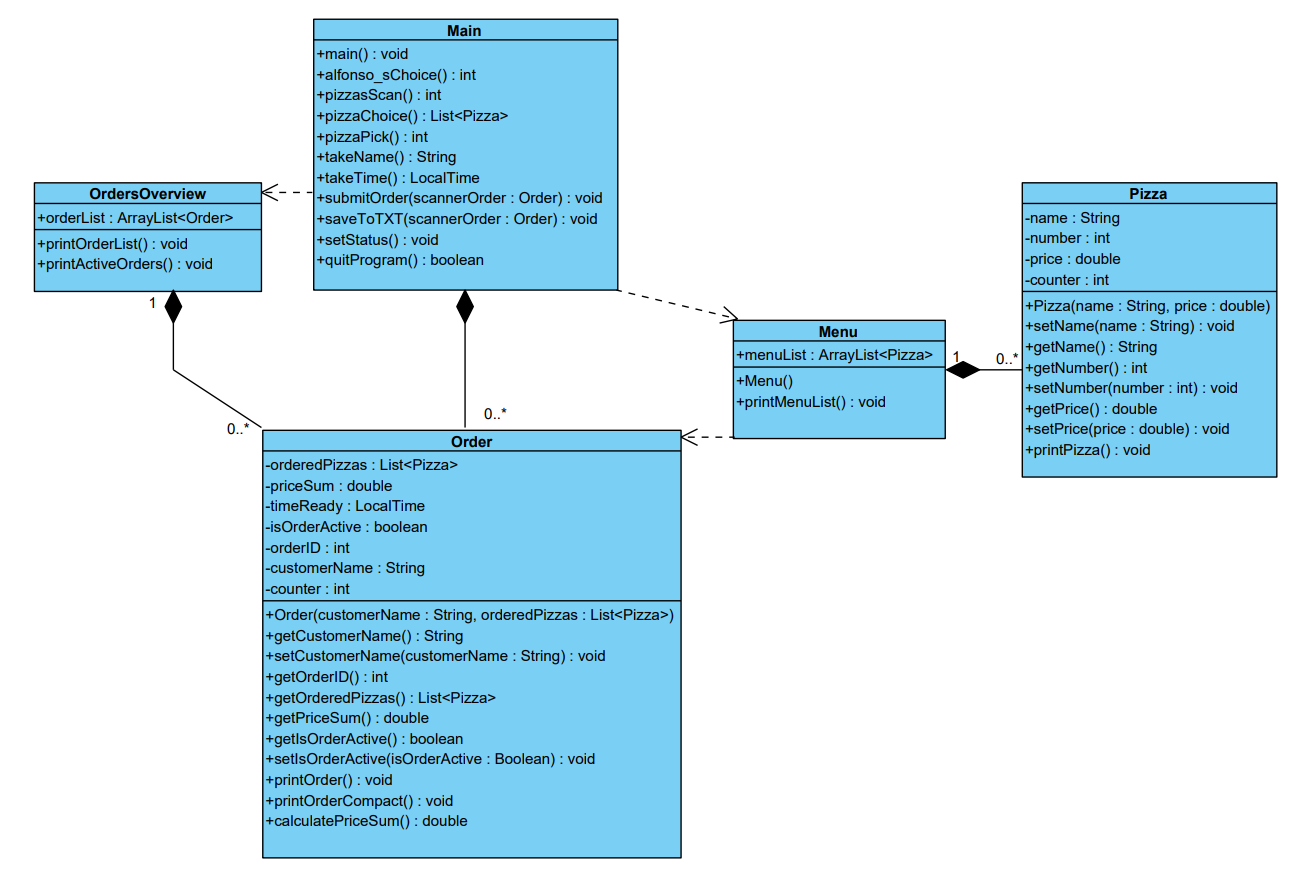 Main
+main() : void
+alfonso_sChoice() : int
+pizzasScan() : int
+pizzaChoice() : List<Pizza>
+pizzaPick() : int
+takeName() : String
+takeTime() : LocalTime
+submitOrder(scannerOrder : Order) : void
+saveToTXT(scannerOrder : Order) : void
+setStatus() : void
+quitProgram() : boolean
OrdersOverview
+orderList : ArrayList<Order>
+printOrderList() : void
+printActiveOrders() : void
1
0..*
0..*
Pizza
-name : String
-number : int
-price : double
-counter : int
+Pizza(name : String, price : double)
+setName(name : String) : void
+getName() : String
+getNumber() : int
+setNumber(number : int) : void
+getPrice() : double
+setPrice(price : double) : void
+printPizza() : void
Menu
+menuList : ArrayList<Pizza>
+Menu()
+printMenuList() : void
1
0..*
Order
-orderedPizzas : List<Pizza>
-priceSum : double
-timeReady : LocalTime
-isOrderActive : boolean
-orderID : int
-customerName : String
-counter : int
+Order(customerName : String, orderedPizzas : List<Pizza>)
+getCustomerName() : String
+setCustomerName(customerName : String) : void
+getOrderID() : int
+getOrderedPizzas() : List<Pizza>
+getPriceSum() : double
+getIsOrderActive() : boolean
+setIsOrderActive(isOrderActive : Boolean) : void
+printOrder() : void
+printOrderCompact() : void
+calculatePriceSum() : double